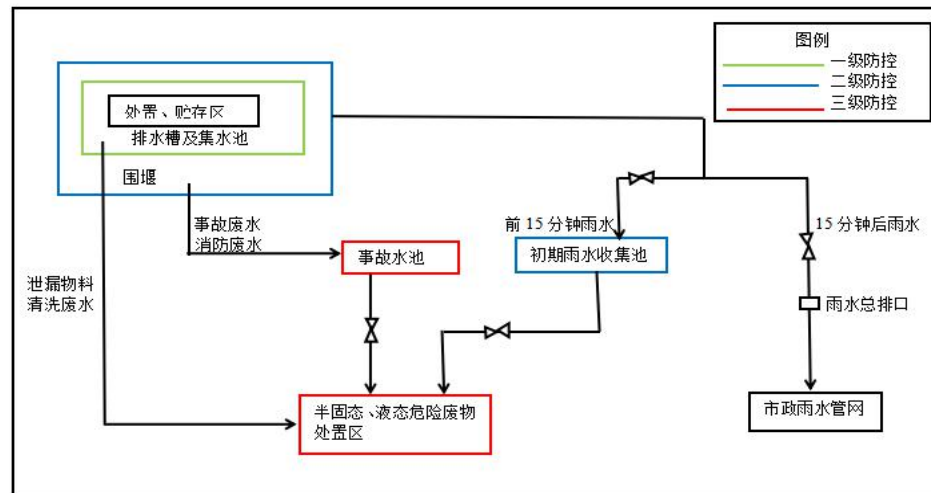 图例
一级防控
二级防控
三级防控
处置、贮存区
排水槽及集水池
围堰
事故废水
消防废水
前15分钟雨水
15分钟后雨水
事故水池
初期雨水收集池
泄漏物料
清洗废水
雨水总排口
半固态、液态危险废物
处置区
市政雨水管网